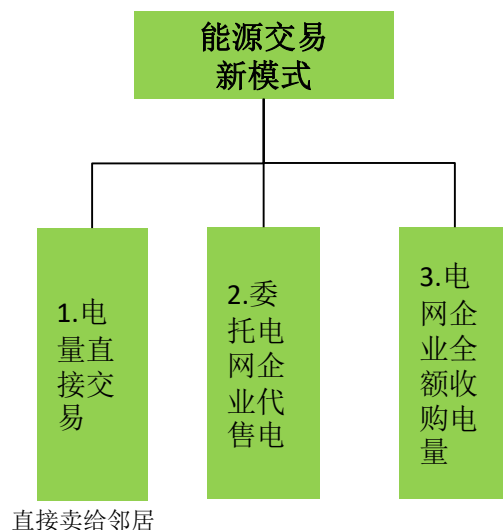 能源交易
新模式
1.电
量直
接交
易
2.委
托电
网企
业代
售电
3.电
网企
业全
额收
购电
量
直接卖给邻居